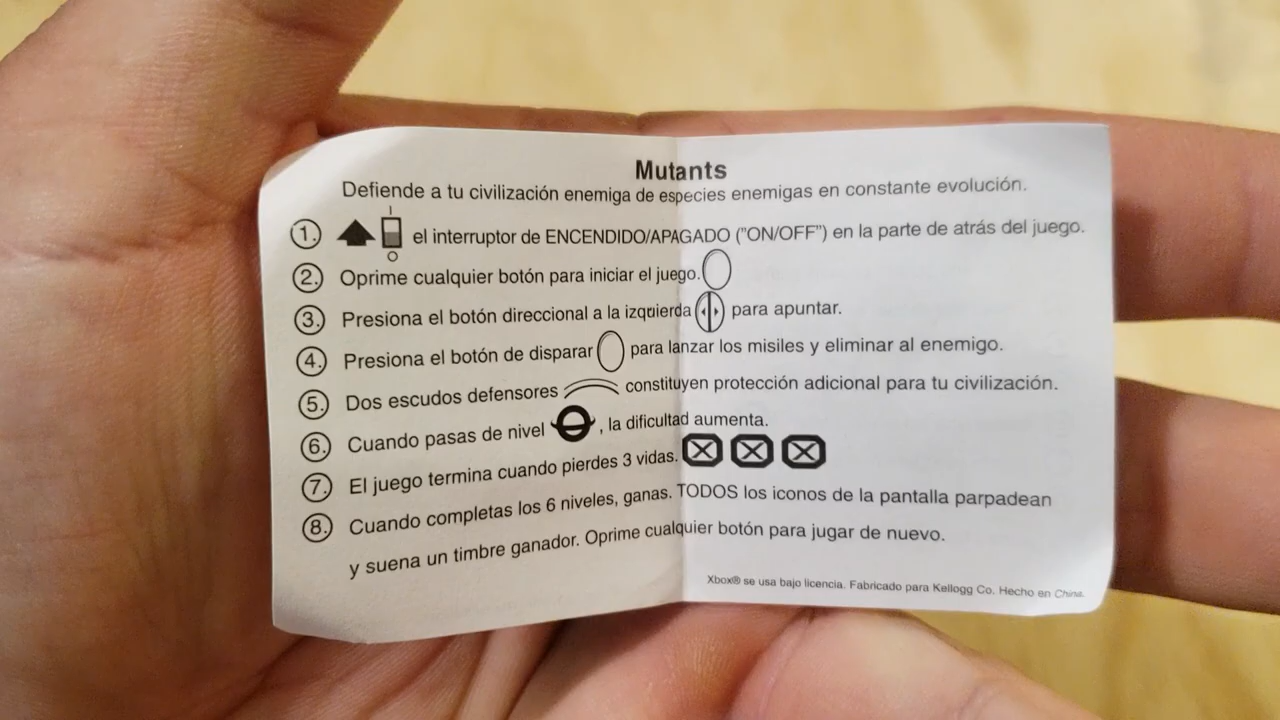 Mutants
Defiende a tu civilización enemiga de especies enemigas en constante evolución.
1. el interruptor de ENCENDIDO/APAGADO ("ON/OFF") en la parte de atrás del juego.
2. Oprime cualquier botón para iniciar el juego.
3. Presiona el botón direccional a la izquierda para apuntar.
4. Presiona el botón de disparar para lanzar los misiles y eliminar al enemigo.
5. Dos escudos defensores constituyen protección adicional para tu civilización.
6. Cuando pasas de nivel , la dificultad aumenta.
7. El juego termina cuando pierdes 3 vidas.
8. Cuando completas los 6 niveles, ganas. TODOS los iconos de la pantalla parpadean
y suena un timbre ganador. Oprime cualquier botón para jugar de nuevo.
Xbox® se usa bajo licencia. Fabricado para Kellogg Co. Hecho en China.